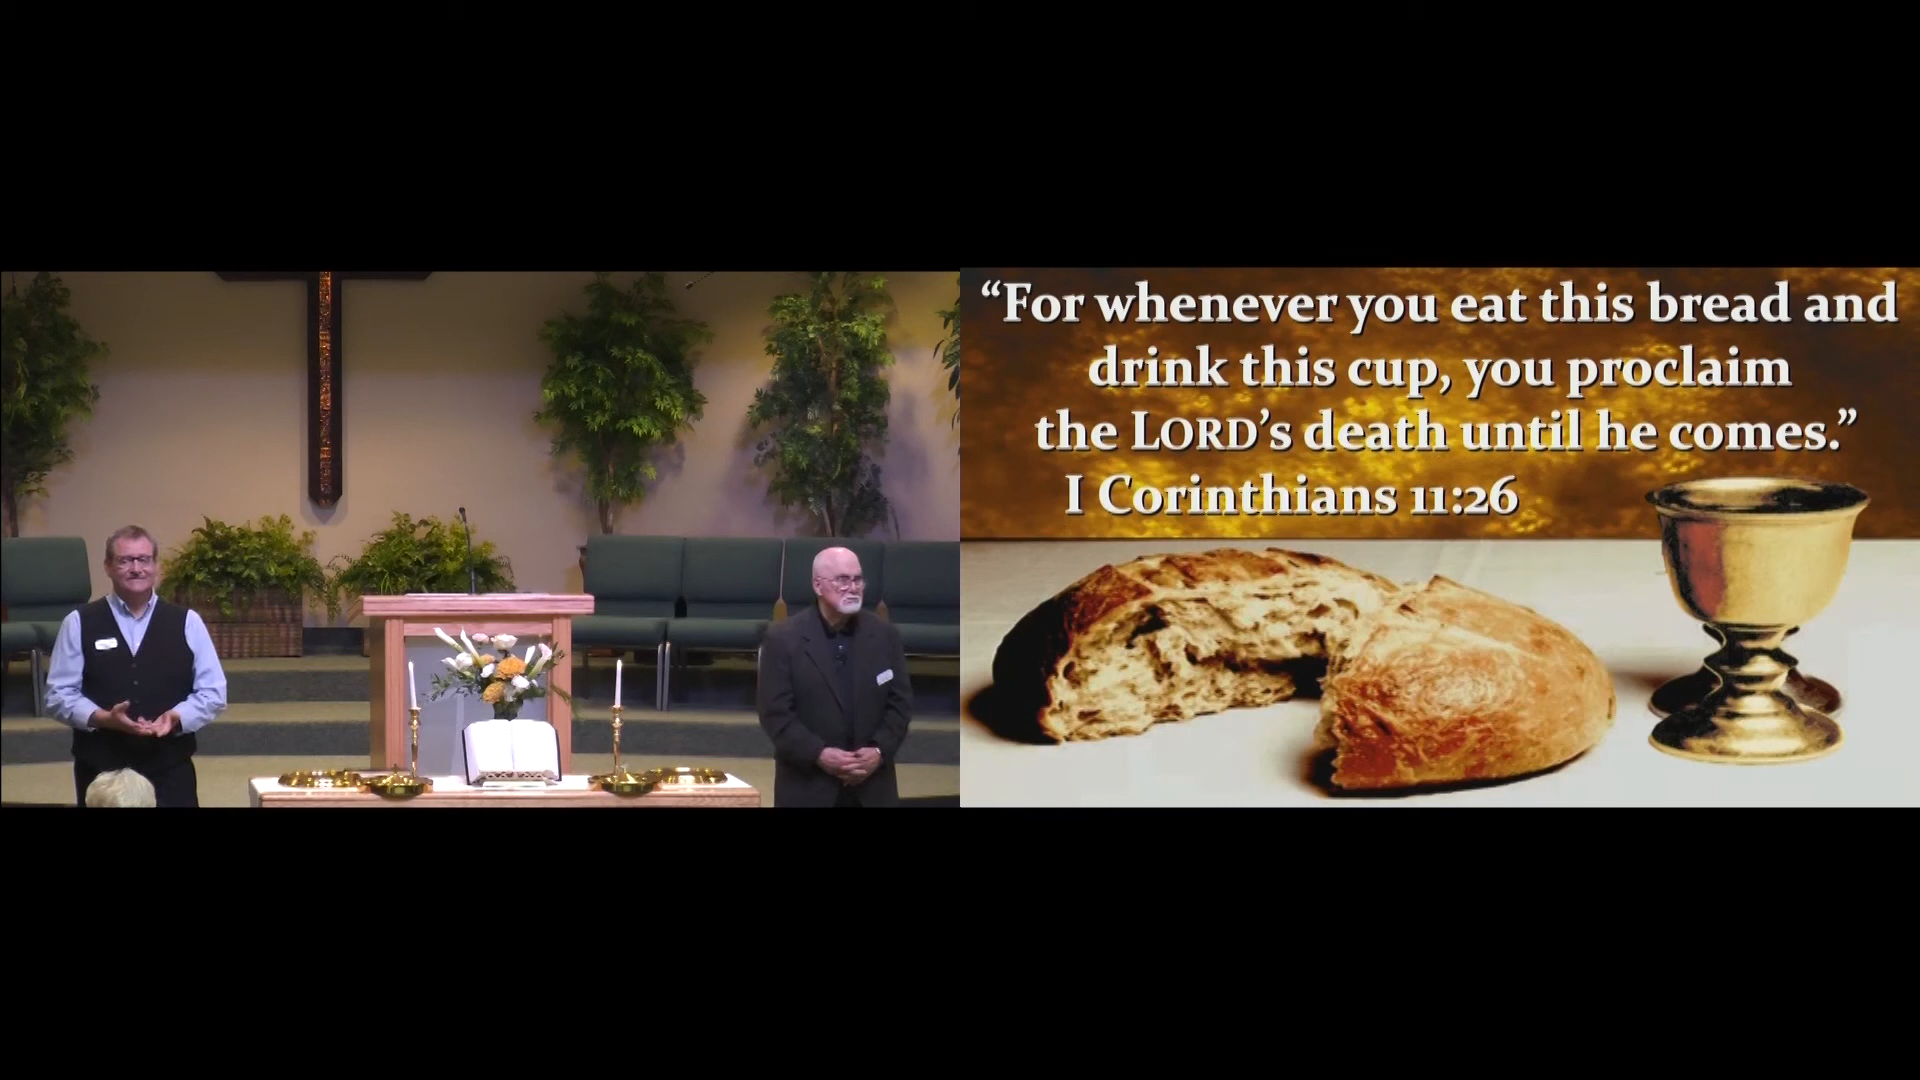 “For whenever you eat this bread and
drink this cup, you proclaim
the LORD’s death until he comes.”
I Corinthians 11:26